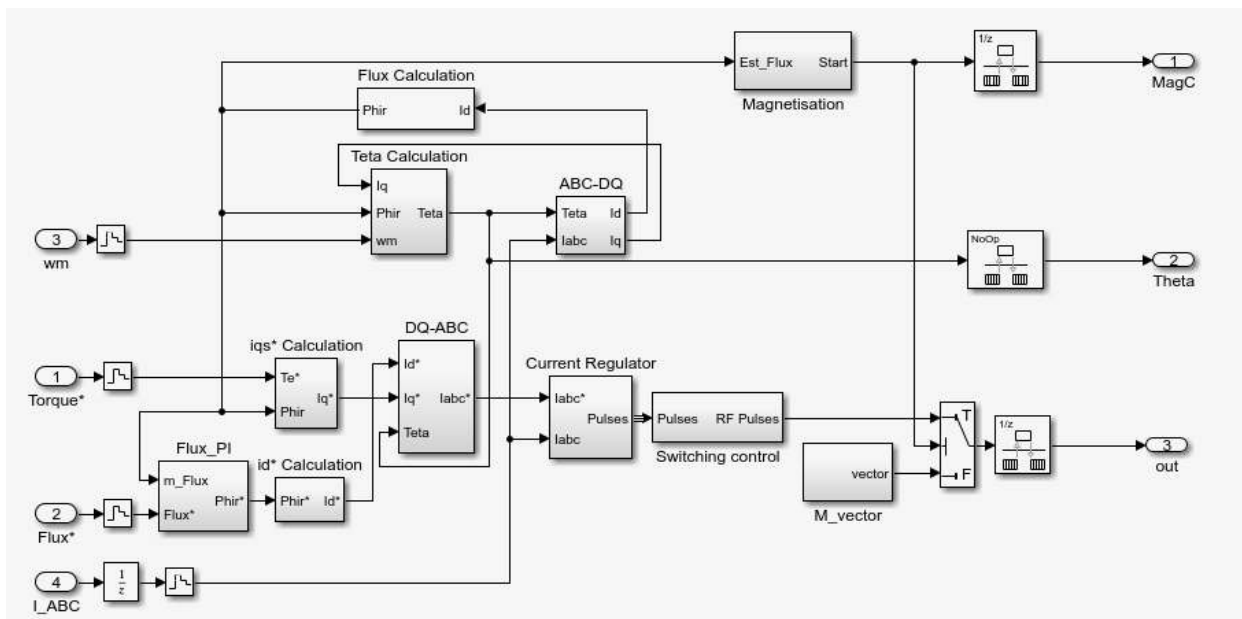 Est_Flux Start
Magnetisation
1/z
1
MagC
Flux Calculation
Phir Id
Teta Calculation
Iq
Phir Teta
wm
ABC-DQ
Teta Id
Iabc Iq
3
wm
NoOp
2
Theta
DQ-ABC
Id*
Iq* Iabc*
Teta
iqs* Calculation
Te*
Iq*
Phir
Current Regulator
Iabc*
Pulses
Iabc
Pulses RF Pulses
Switching control
T
F
1/z
3
out
1
Torque*
Flux_PI
m_Flux
Phir*
Flux*
id* Calculation
Phir* Id*
vector
M_vector
2
Flux*
4
I_ABC
1
z